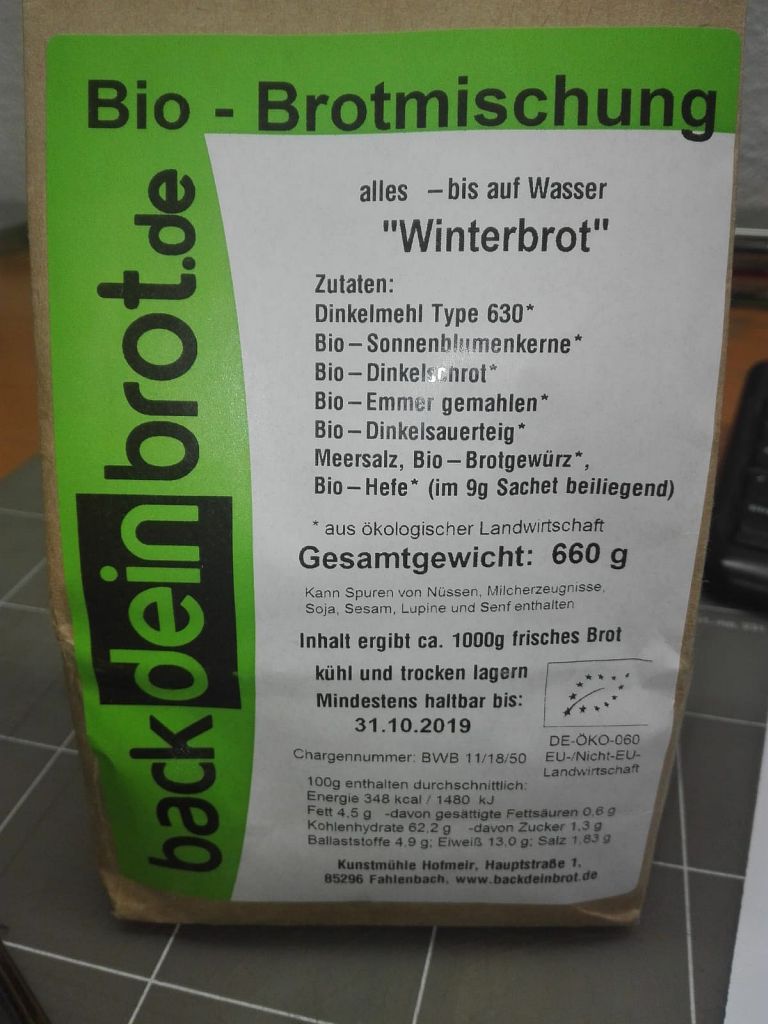 Bio - Brotmischung
backdeinbrot.de
alles –bis auf Wasser
"Winterbrot"
Zutaten:
Dinkelmehl Type 630*
Bio–Sonnenblumenkerne*
Bio–Dinkelschrot*
Bio–Emmer gemahlen*
Bio–Dinkelsauerteig*
Meersalz, Bio–Brotgewürz*,
Bio–Hefe* (im 9g Sachet beiliegend)
* aus ökologischer Landwirtschaft
Gesamtgewicht: 660 g
Kann Spuren von Nüssen, Milcherzeugnisse,
Soja, Sesam, Lupine und Senf enthalten
Inhalt ergibt ca. 1000g frisches Brot
kühl und trocken lagern
Mindestens haltbar bis:
31.10.2019
DE-ÖKO-060
EU-/Nicht-EU-
Landwirtschaft
Chargennummer: BWB 11/18/50
100g enthalten durchschnittlich:
Energie 348 kcal / 1480 kJ
Fett 4,5 g -davon gesättigte Fettsäuren 0,6 g
Kohlenhydrate 62,2 g -davon Zucker 1,3 g
Ballaststoffe 4,9 g; Eiweiß 13,0 g; Salz 1,83 g
Kunstmühle Hofmeir, Hauptstraße 1,
85296 Fahlenbach, www.backdeinbrot.de